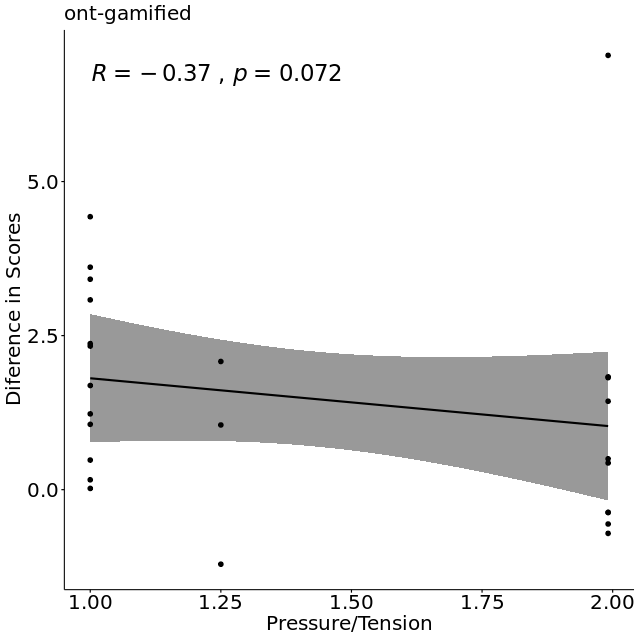 ont-gamified
R = −0.37 , p = 0.072
Diference in Scores
5.0
2.5
0.0
1.00 1.25 1.50 1.75 2.00
Pressure/Tension